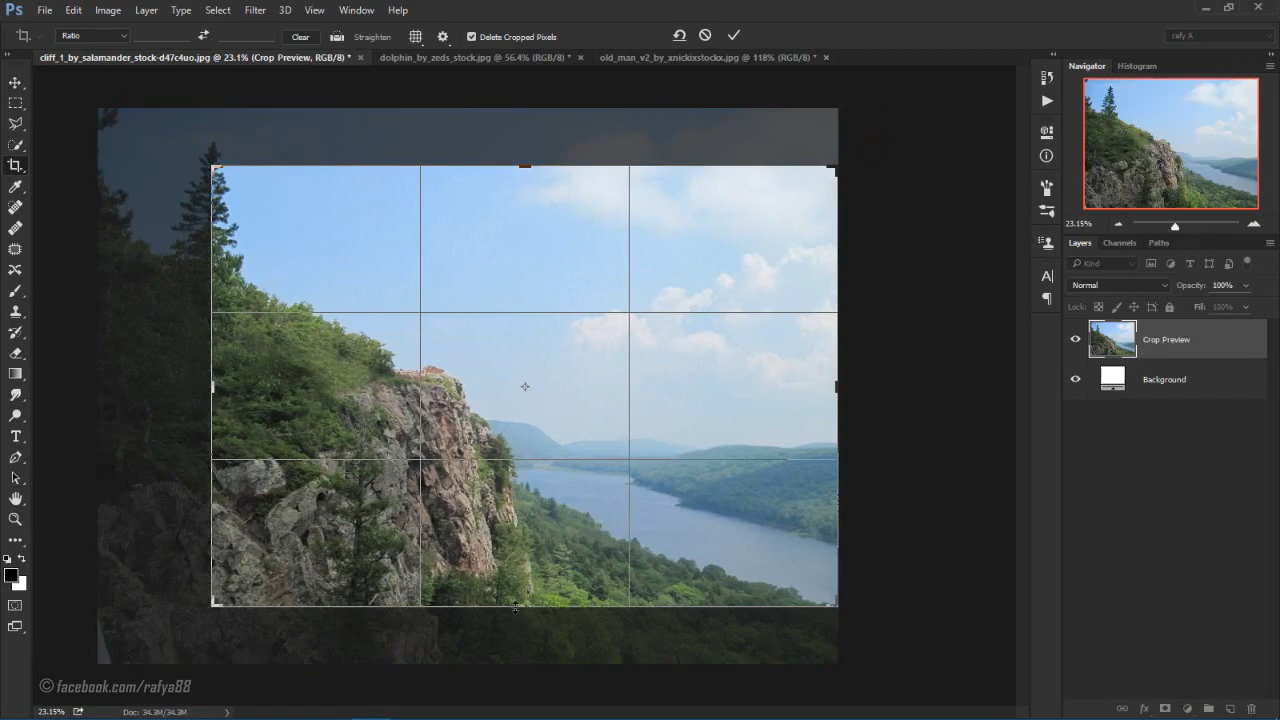 Ps File Edit Image Layer Type Select Filter 3D View Window Help
Ratio Clear Straighten Delete Cropped Pixels rafy A
cliff_1_by_salamander_stock-d47c4uo.jpg @ 23.1% (Crop Preview, RGB/8) * × dolphin_by_zeds_stock.jpg @ 56.4% (RGB/8) * × old_man_v2_by_xnickixstockx.jpg @ 118% (RGB/8) * ×
Navigator Histogram
23.15%
Layers Channels Paths
Kind
Normal Opacity: 100%
Lock: Fill: 100%
Crop Preview
Background
© facebook.com/rafya88
23.15% Doc: 34.3M/34.3M